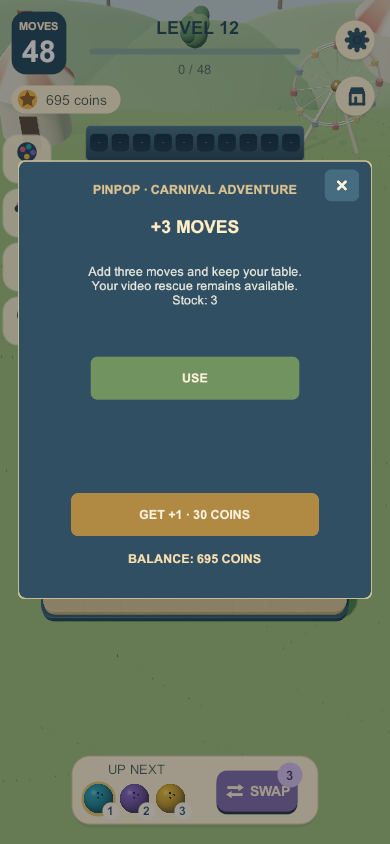 MOVES
48
LEVEL 12
0 / 48
695 coins
PINPOP · CARNIVAL ADVENTURE
×
+3 MOVES
Add three moves and keep your table.
Your video rescue remains available.
Stock: 3
USE
GET +1 · 30 COINS
BALANCE: 695 COINS
UP NEXT
1
2
3
SWAP
3